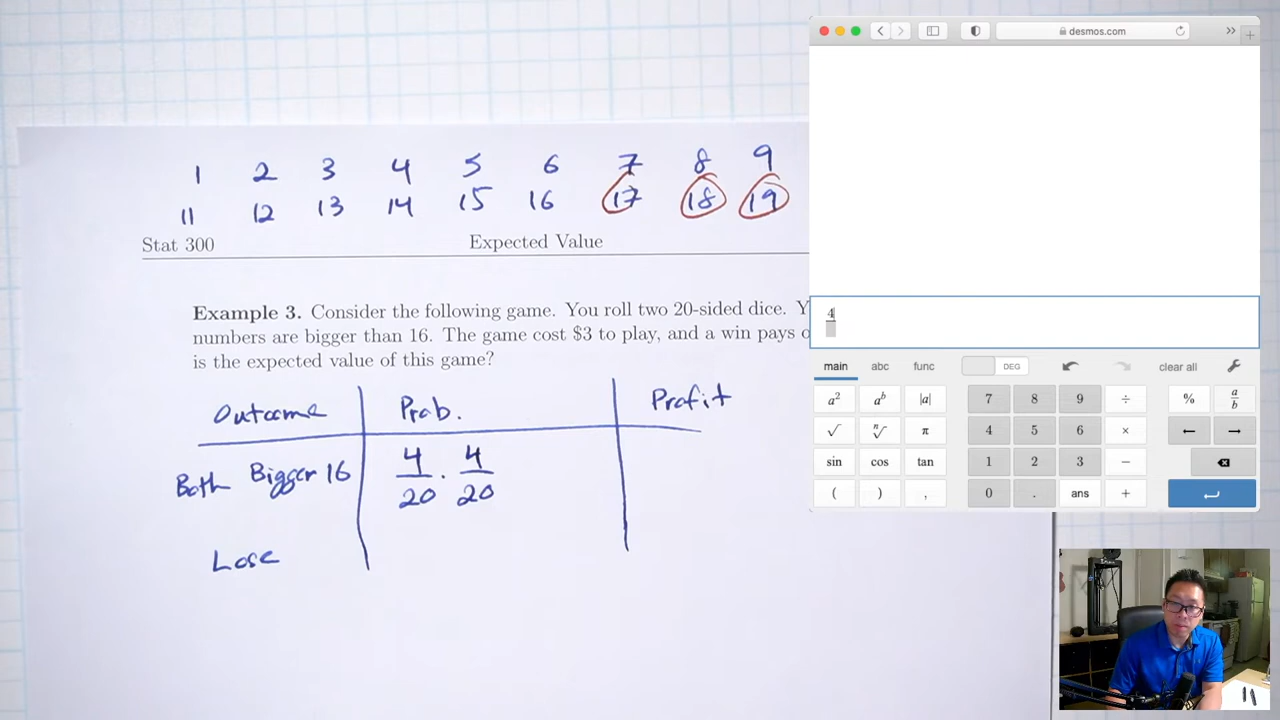 1 2 3 4 5 6 7 8 9
11 12 13 14 15 16 17 18 19
Stat 300 Expected Value
Example 3. Consider the following game. You roll two 20-sided dice. Y
numbers are bigger than 16. The game cost $3 to play, and a win pays o
is the expected value of this game?
Outcome Prob. Profit
Both Bigger 16 4/20 · 4/20
Lose
desmos.com
4
main abc func DEG clear all
a² aᵇ |a| 7 8 9 ÷ % a/b
√ ⁿ√ π 4 5 6 × ← →
sin cos tan 1 2 3 −
( ) , 0 . ans +